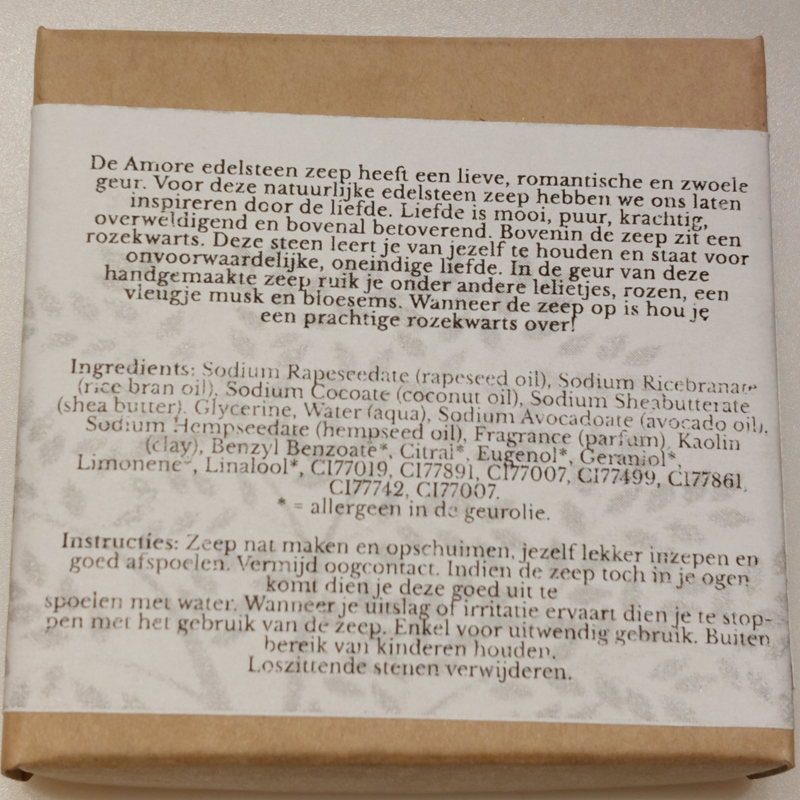 De Amore edelsteen zeep heeft een lieve, romantische en zwoele
geur. Voor deze natuurlijke edelsteen zeep hebben we ons laten
inspireren door de liefde. Liefde is mooi, puur, krachtig,
overweldigend en bovenal betoverend. Bovenin de zeep zit een
rozekwarts. Deze steen leert je van jezelf te houden en staat voor
onvoorwaardelijke, oneindige liefde. In de geur van deze
handgemaakte zeep ruik je onder andere lelietjes, rozen, een
vleugje musk en bloesems. Wanneer de zeep op is hou je
een prachtige rozekwarts over!
Ingredients: Sodium Rapeseedate (rapeseed oil), Sodium Ricebranate
(rice bran oil), Sodium Cocoate (coconut oil), Sodium Sheabutterate
(shea butter). Glycerine, Water (aqua), Sodium Avocadoate (avocado oil),
Sodium Hempseedate (hempseed oil), Fragrance (parfum), Kaolin
(clay), Benzyl Benzoate*, Citral*, Eugenol*, Geraniol*,
Limonene*, Linalool*, CI77019, CI77891, CI77007, CI77499, CI77861,
CI77742, CI77007.
* = allergeen in de geurolie.
Instructies: Zeep nat maken en opschuimen, jezelf lekker inzepen en
goed afspoelen. Vermijd oogcontact. Indien de zeep toch in je ogen
komt dien je deze goed uit te
spoelen met water. Wanneer je uitslag of irritatie ervaart dien je te stop-
pen met het gebruik van de zeep. Enkel voor uitwendig gebruik. Buiten
bereik van kinderen houden.
Loszittende stenen verwijderen.